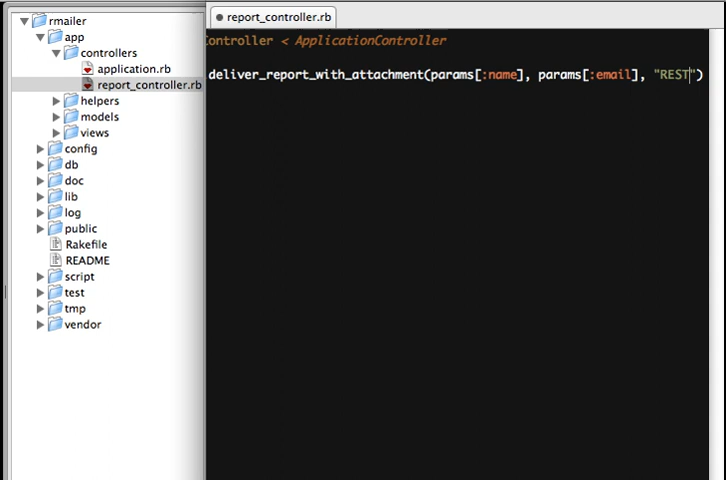 rmailer
app
controllers
application.rb
report_controller.rb
helpers
models
views
config
db
doc
lib
log
public
Rakefile
README
script
test
tmp
vendor
report_controller.rb
Controller < ApplicationController
deliver_report_with_attachment(params[:name], params[:email], "REST")